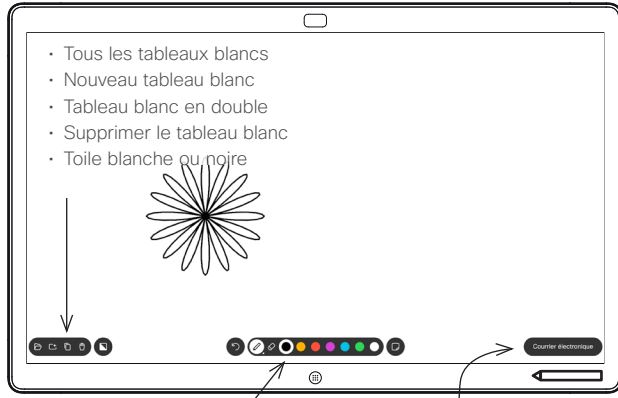 • Tous les tableaux blancs
• Nouveau tableau blanc
• Tableau blanc en double
• Supprimer le tableau blanc
• Toile blanche ou noire
Courrier électronique